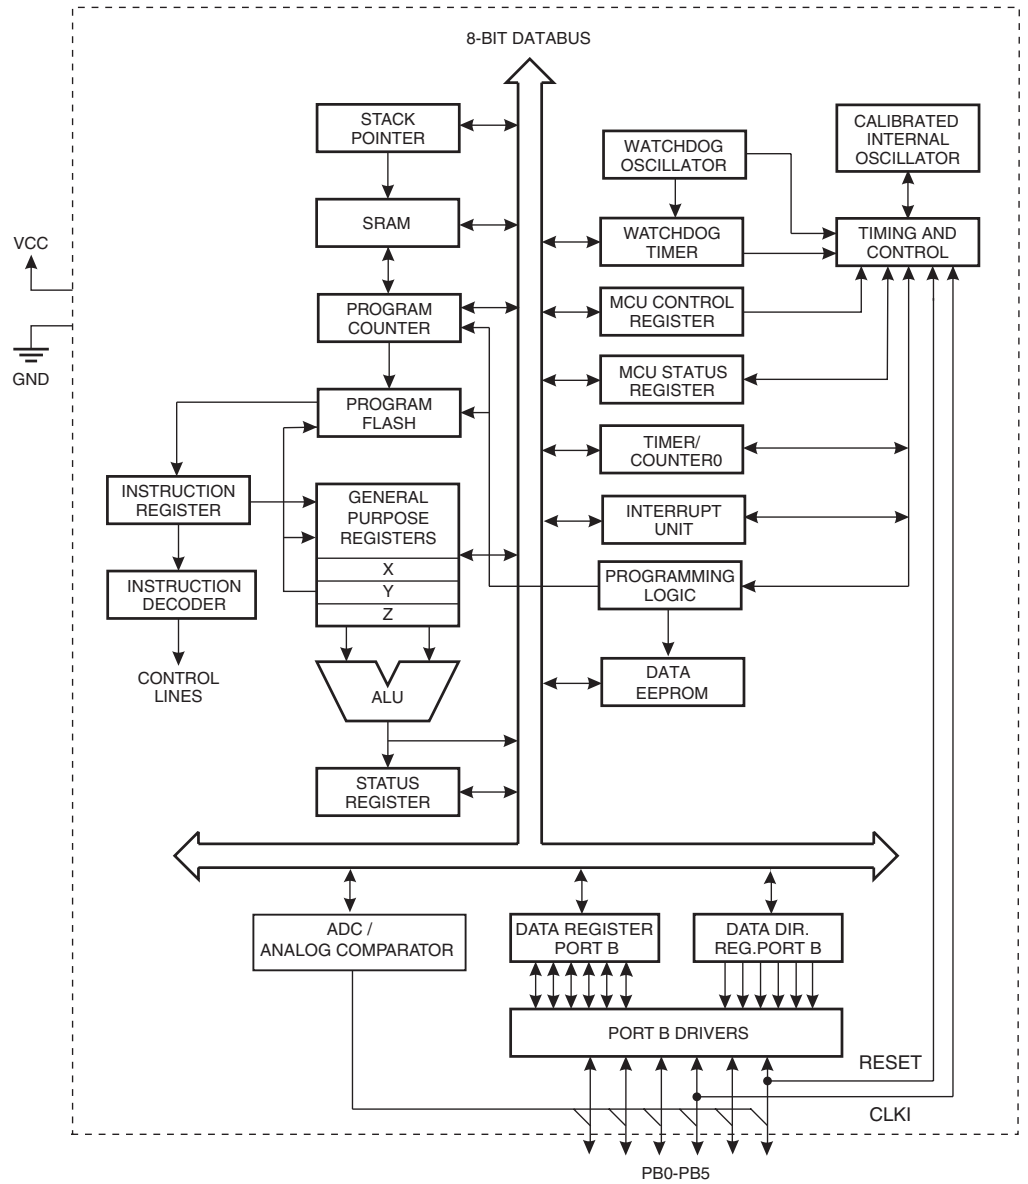 8-BIT DATABUS
STACK
POINTER
SRAM
PROGRAM
COUNTER
PROGRAM
FLASH
VCC
GND
INSTRUCTION
REGISTER
INSTRUCTION
DECODER
CONTROL
LINES
GENERAL
PURPOSE
REGISTERS
X
Y
Z
ALU
STATUS
REGISTER
WATCHDOG
OSCILLATOR
WATCHDOG
TIMER
MCU CONTROL
REGISTER
MCU STATUS
REGISTER
TIMER/
COUNTER0
INTERRUPT
UNIT
PROGRAMMING
LOGIC
DATA
EEPROM
CALIBRATED
INTERNAL
OSCILLATOR
TIMING AND
CONTROL
ADC /
ANALOG COMPARATOR
DATA REGISTER
PORT B
DATA DIR.
REG.PORT B
PORT B DRIVERS
RESET
CLKI
PB0-PB5